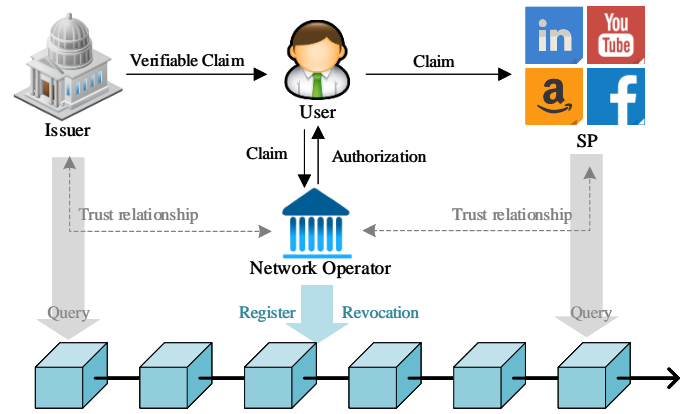 Verifiable Claim
Claim
in
You
Tube
a
f
Issuer
User
SP
Claim
Authorization
Trust relationship
Trust relationship
Network Operator
Query
Register
Revocation
Query